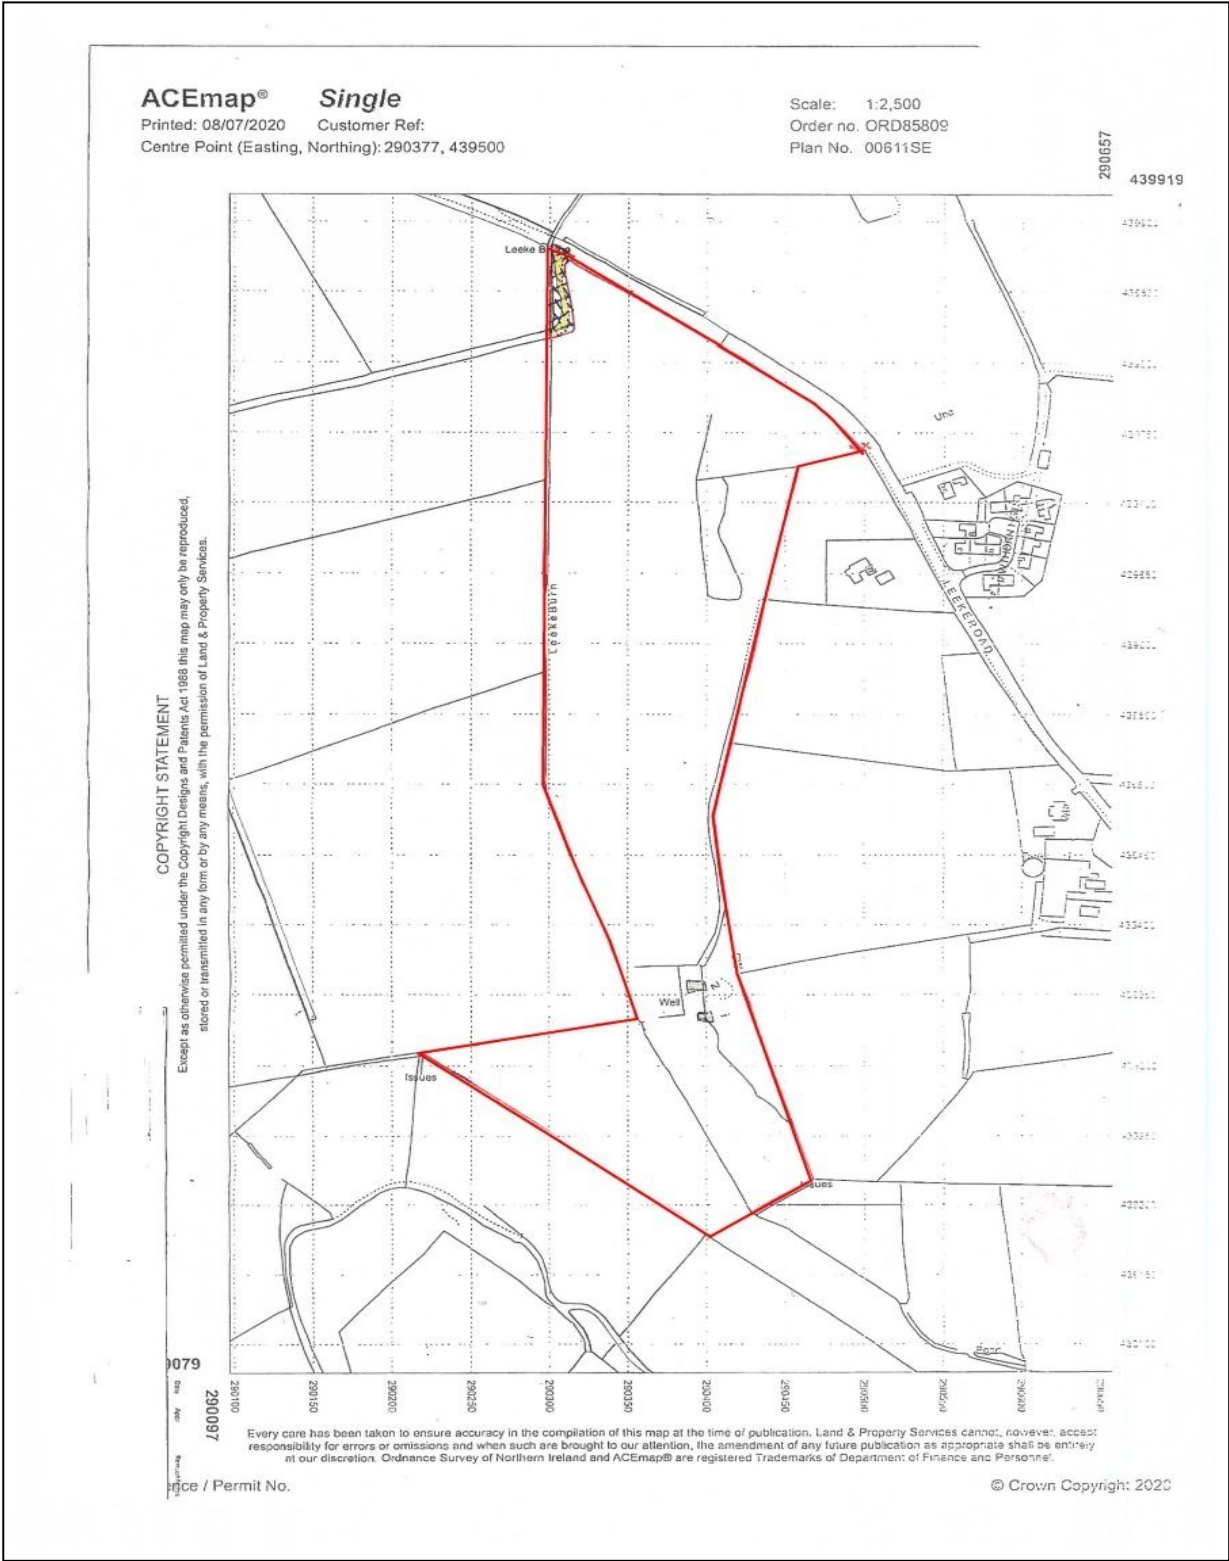 ACEmap® Single
Printed: 08/07/2020 Customer Ref:
Centre Point (Easting, Northing): 290377, 439500
Scale: 1:2,500
Order no. ORD85809
Plan No. 00611SE
290657
439919
Leeke B
Una
Leeke Burn
LEEKE ROAD
Well
Issues
Issues
COPYRIGHT STATEMENT
Except as otherwise permitted under the Copyright Designs and Patents Act 1988 this map may only be reproduced,
stored or transmitted in any form or by any means, with the permission of Land & Property Services.
9079
290097
290100
290150
290200
290250
290300
290350
290400
290450
Every care has been taken to ensure accuracy in the compilation of this map at the time of publication. Land & Property Services cannot, however, accept
responsibility for errors or omissions and when such are brought to our attention, the amendment of any future publication as appropriate shall be entirely
at our discretion. Ordnance Survey of Northern Ireland and ACEmap® are registered Trademarks of Department of Finance and Personnel.
ence / Permit No.
© Crown Copyright 2020